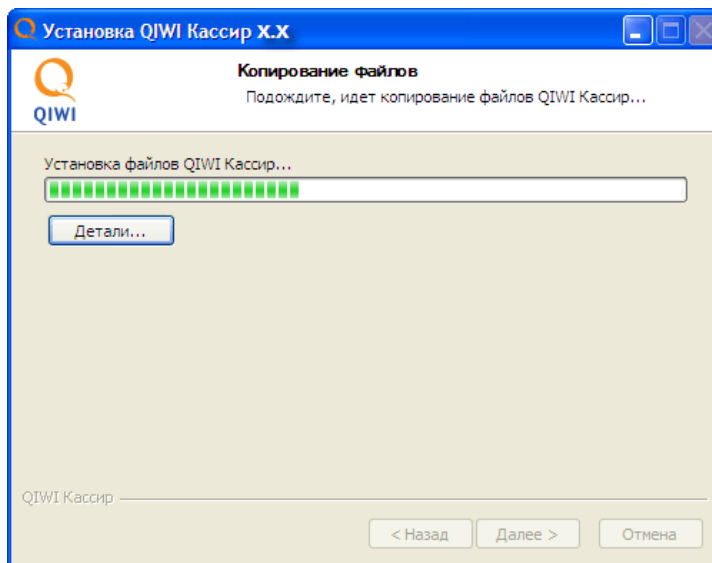 Установка QIWI Кассир X.X
QIWI
Копирование файлов
Подождите, идет копирование файлов QIWI Кассир...
Установка файлов QIWI Кассир...
Детали...
QIWI Кассир
< Назад
Далее >
Отмена